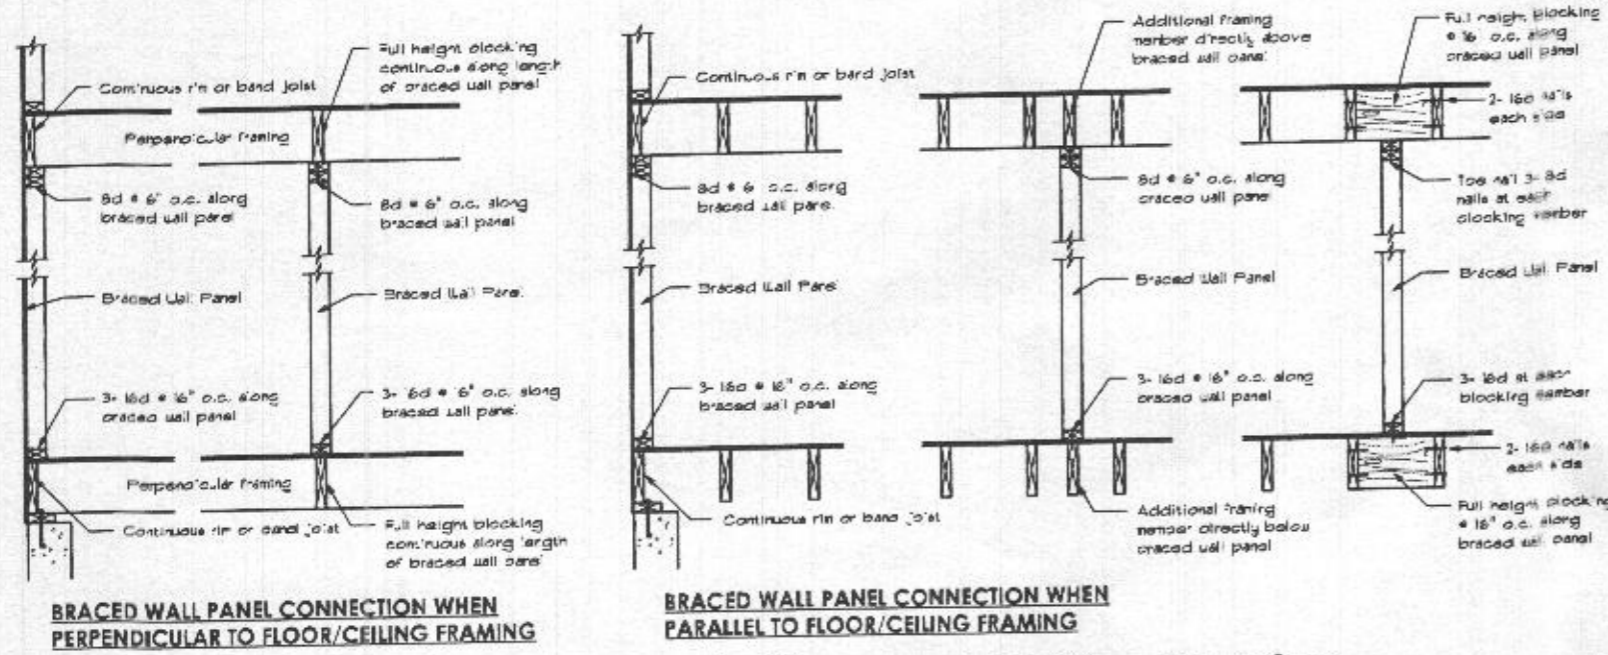 Continuous rim or band joist
Full height blocking
continuous along length
of braced wall panel
Perpendicular framing
8d @ 6" o.c. along
braced wall panel
8d @ 6" o.c. along
braced wall panel
Braced Wall Panel
Braced Wall Panel
3- 16d @ 16" o.c. along
braced wall panel
3- 16d @ 16" o.c. along
braced wall panel
Perpendicular framing
Continuous rim or band joist
Full height blocking
continuous along length
of braced wall panel
BRACED WALL PANEL CONNECTION WHEN
PERPENDICULAR TO FLOOR/CEILING FRAMING
Continuous rim or band joist
Additional framing
member directly above
braced wall panel
Full height blocking
@ 16" o.c. along
braced wall panel
2- 16d nails
each side
8d @ 6" o.c. along
braced wall panel
8d @ 6" o.c. along
braced wall panel
Toe nail 3- 8d
nails at each
blocking member
Braced Wall Panel
Braced Wall Panel
Braced Wall Panel
3- 16d @ 16" o.c. along
braced wall panel
3- 16d @ 16" o.c. along
braced wall panel
3- 16d at each
blocking member
2- 16d nails
each side
Continuous rim or band joist
Additional framing
member directly below
braced wall panel
Full height blocking
@ 16" o.c. along
braced wall panel
BRACED WALL PANEL CONNECTION WHEN
PARALLEL TO FLOOR/CEILING FRAMING